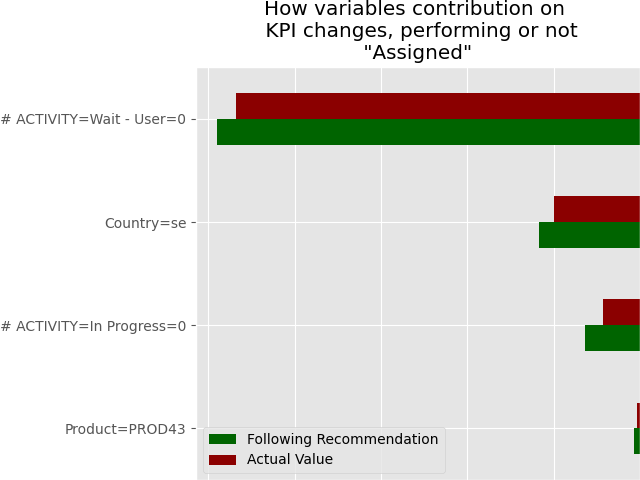 How variables contribution on
KPI changes, performing or not
"Assigned"
# ACTIVITY=Wait - User=0
Country=se
# ACTIVITY=In Progress=0
Product=PROD43
Following Recommendation
Actual Value